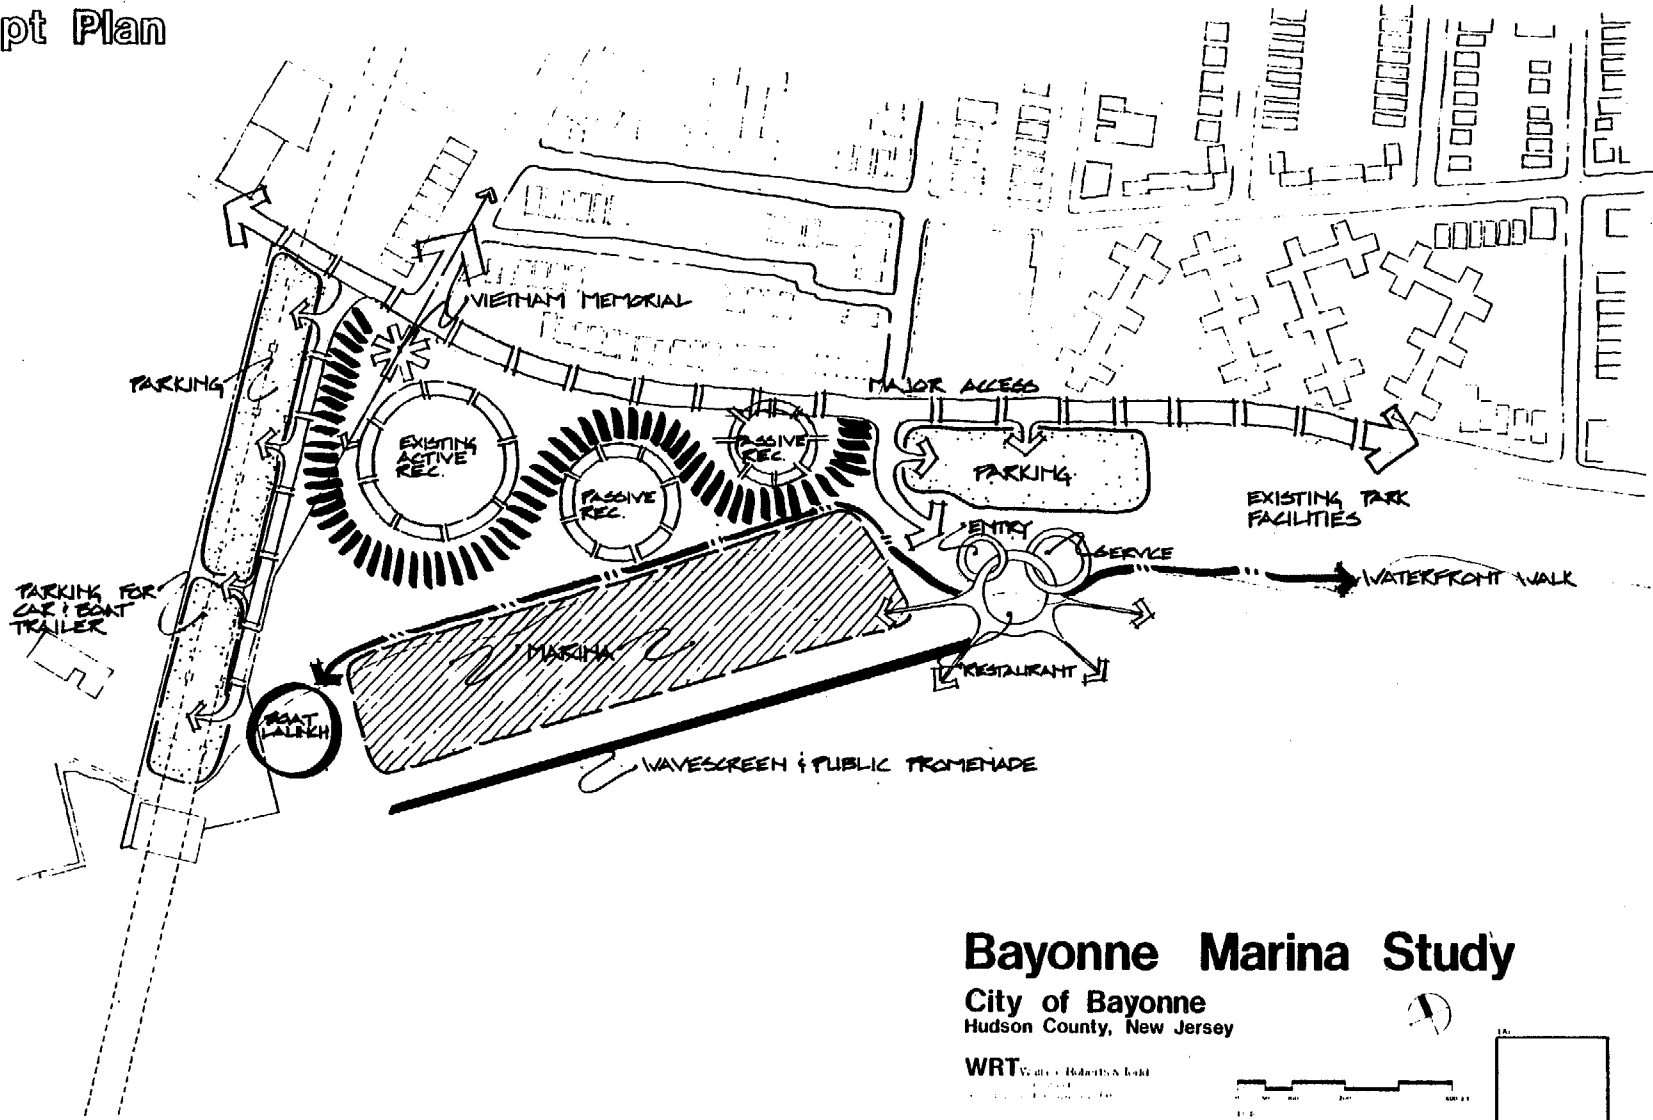 pt Plan
VIETNAM MEMORIAL
PARKING
MAJOR ACCESS
EXISTING
ACTIVE
REC.
PASSIVE
REC.
PASSIVE
REC.
PARKING
EXISTING PARK
FACILITIES
ENTRY
SERVICE
WATERFRONT WALK
PARKING FOR
CAR & BOAT
TRAILER
MARINA
RESTAURANT
BOAT
LAUNCH
WAVESCREEN & PUBLIC PROMENADE
Bayonne Marina Study
City of Bayonne
Hudson County, New Jersey
WRT